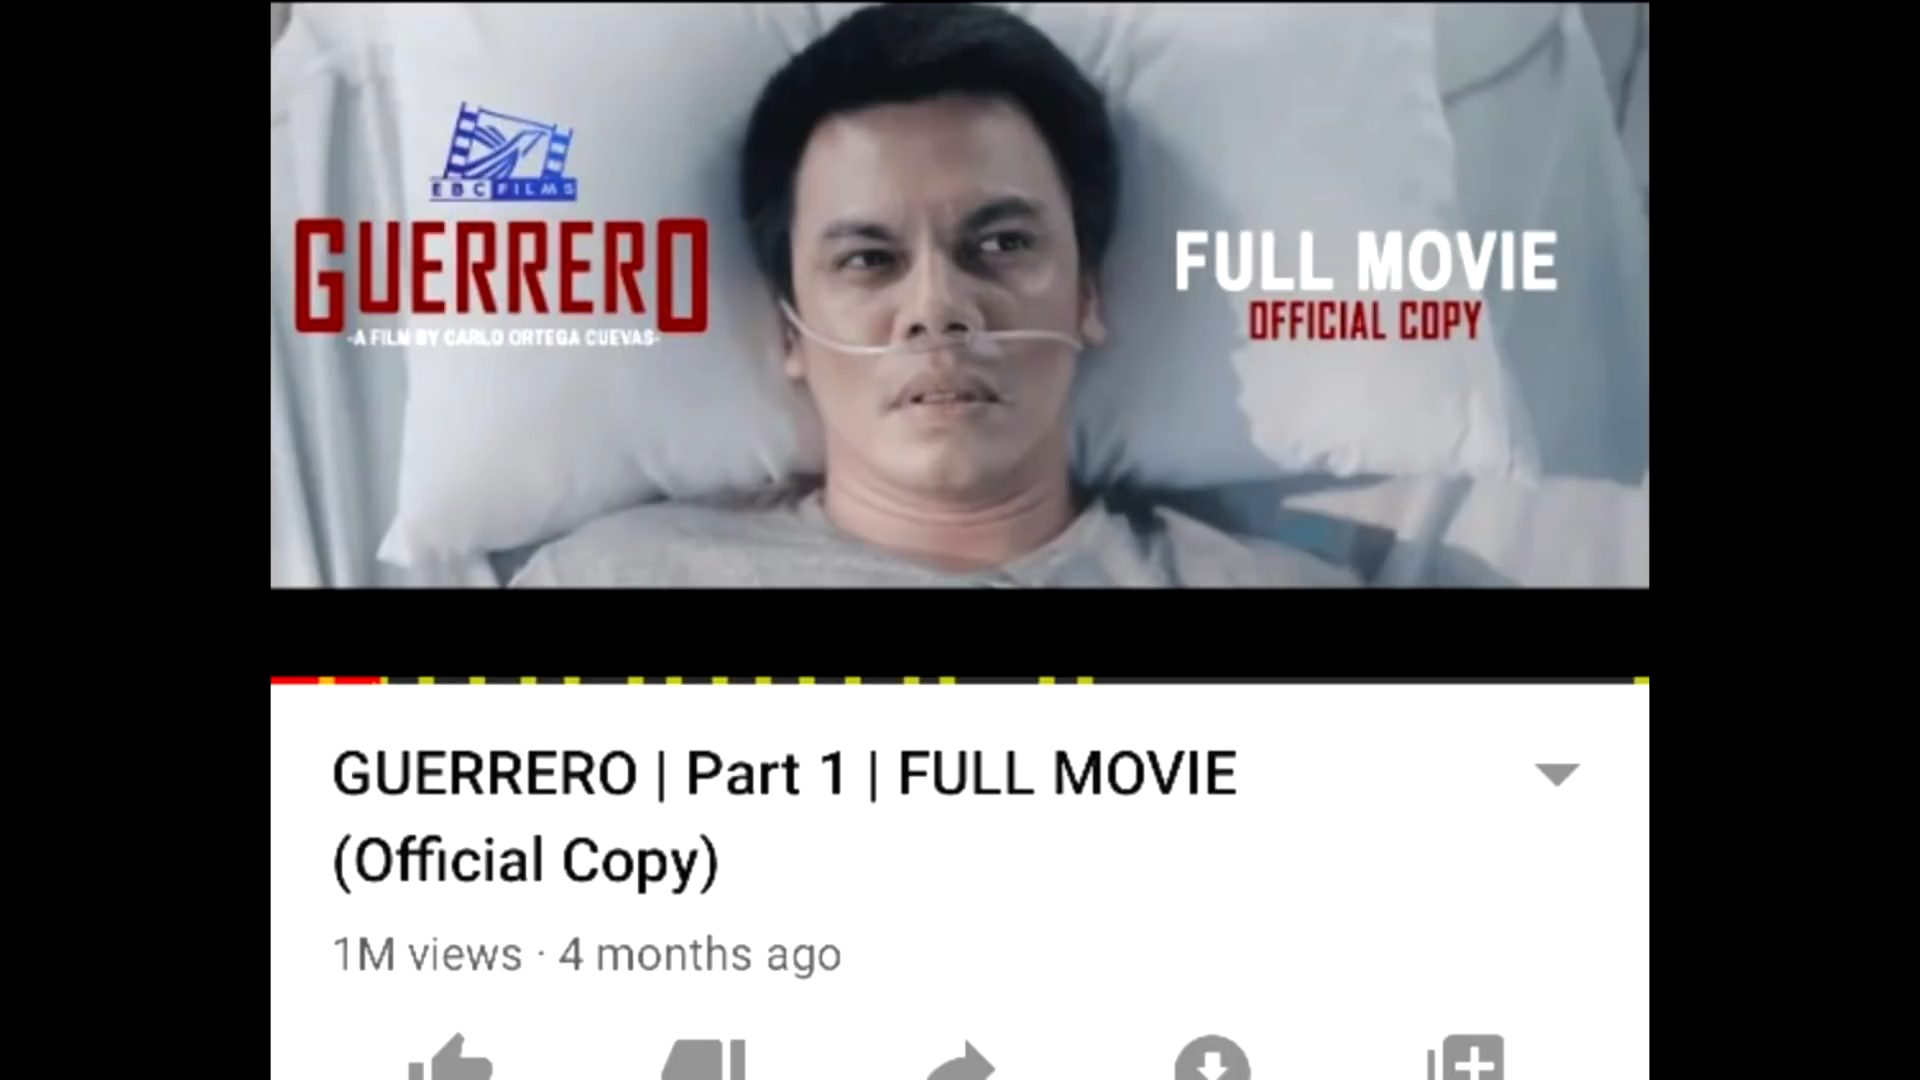 EBC FILMS
GUERRERO
-A FILM BY CARLO ORTEGA CUEVAS-
FULL MOVIE
OFFICIAL COPY
GUERRERO | Part 1 | FULL MOVIE
(Official Copy)
1M views · 4 months ago